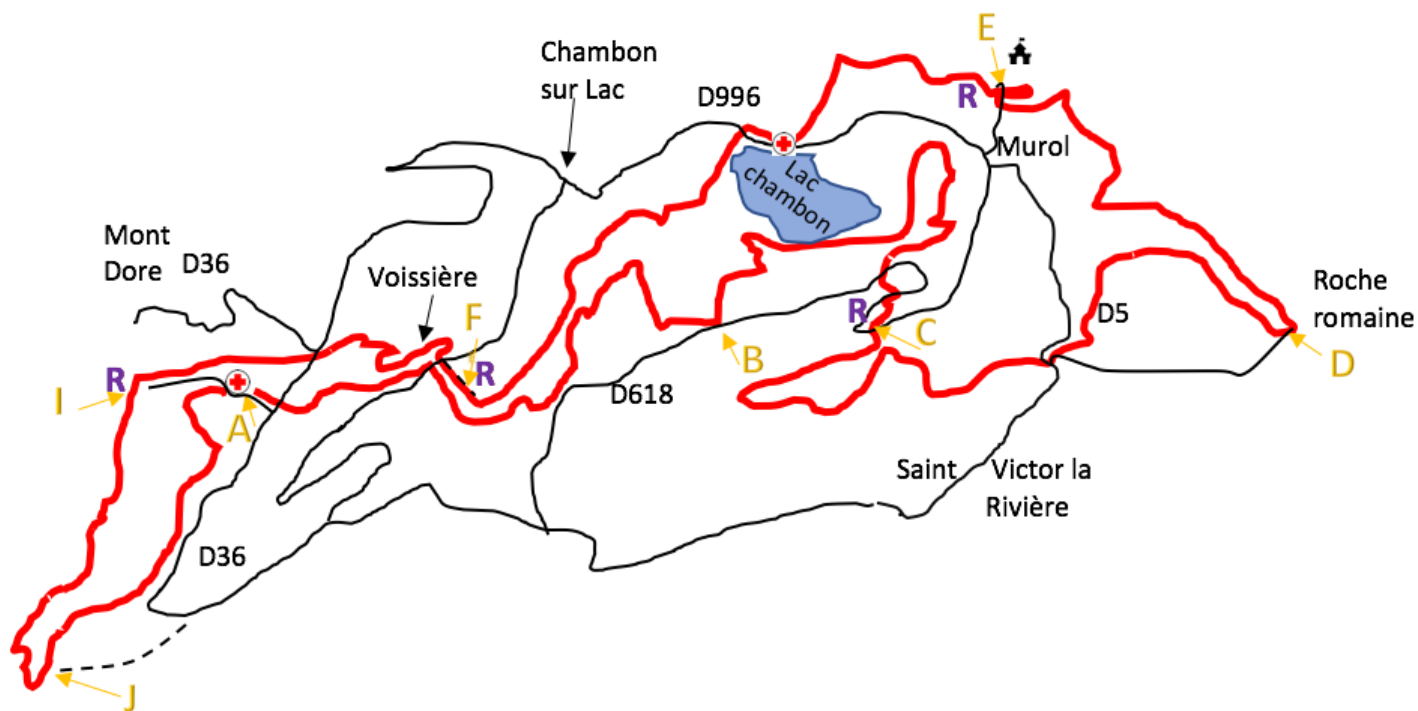 E
Chambon
sur Lac
D996
R
Murol
Lac
chambon
Mont
Dore
D36
Voissière
F
R
R
C
B
D5
Roche
romaine
D
I
R
A
D618
Saint Victor la
Rivière
D36
J